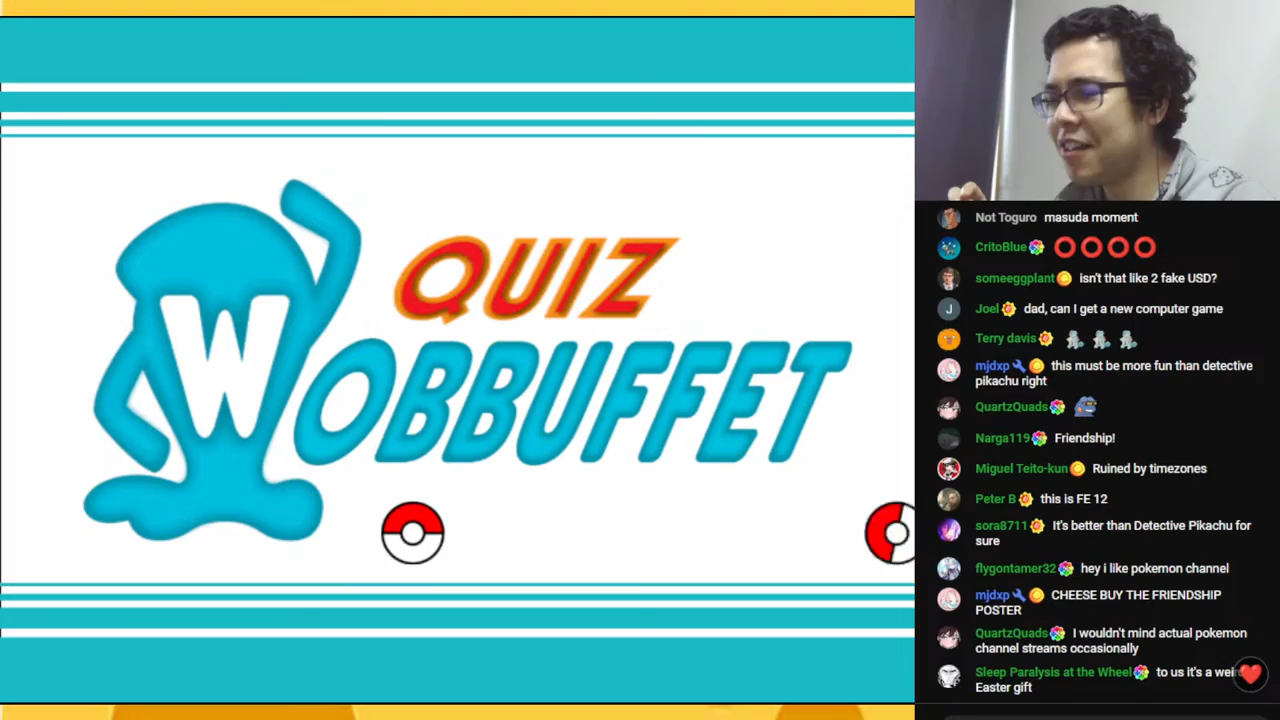 QUIZ
WOBBUFFET
Not Toguro masuda moment
CritoBlue
someeggplant isn't that like 2 fake USD?
J
Joel dad, can I get a new computer game
Terry davis
mjdxp this must be more fun than detective
pikachu right
QuartzQuads
Narga119 Friendship!
Miguel Teito-kun Ruined by timezones
Peter B this is FE 12
sora8711 It's better than Detective Pikachu for
sure
flygontamer32 hey i like pokemon channel
mjdxp CHEESE BUY THE FRIENDSHIP
POSTER
QuartzQuads I wouldn't mind actual pokemon
channel streams occasionally
Sleep Paralysis at the Wheel to us it's a weird
Easter gift